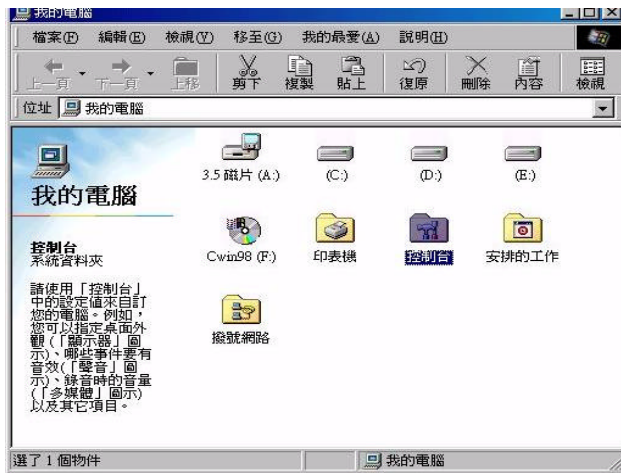 我的電腦
檔案(F) 編輯(E) 檢視(V) 移至(G) 我的最愛(A) 說明(H)
上一頁 下一頁 上移 剪下 複製 貼上 復原 刪除 內容 檢視
位址 我的電腦
我的電腦
控制台
系統資料夾
請使用「控制台」
中的設定值來自訂
您的電腦。例如，
您可以指定桌面外
觀(「顯示器」圖
示)、哪些事件要有
音效(「聲音」圖
示)、錄音時的音量
(「多媒體」圖示)
以及其它項目。
3.5 磁片 (A:) (C:) (D:) (E:)
Cwin98 (F:) 印表機 控制台 安排的工作
撥號網路
選了 1 個物件 我的電腦